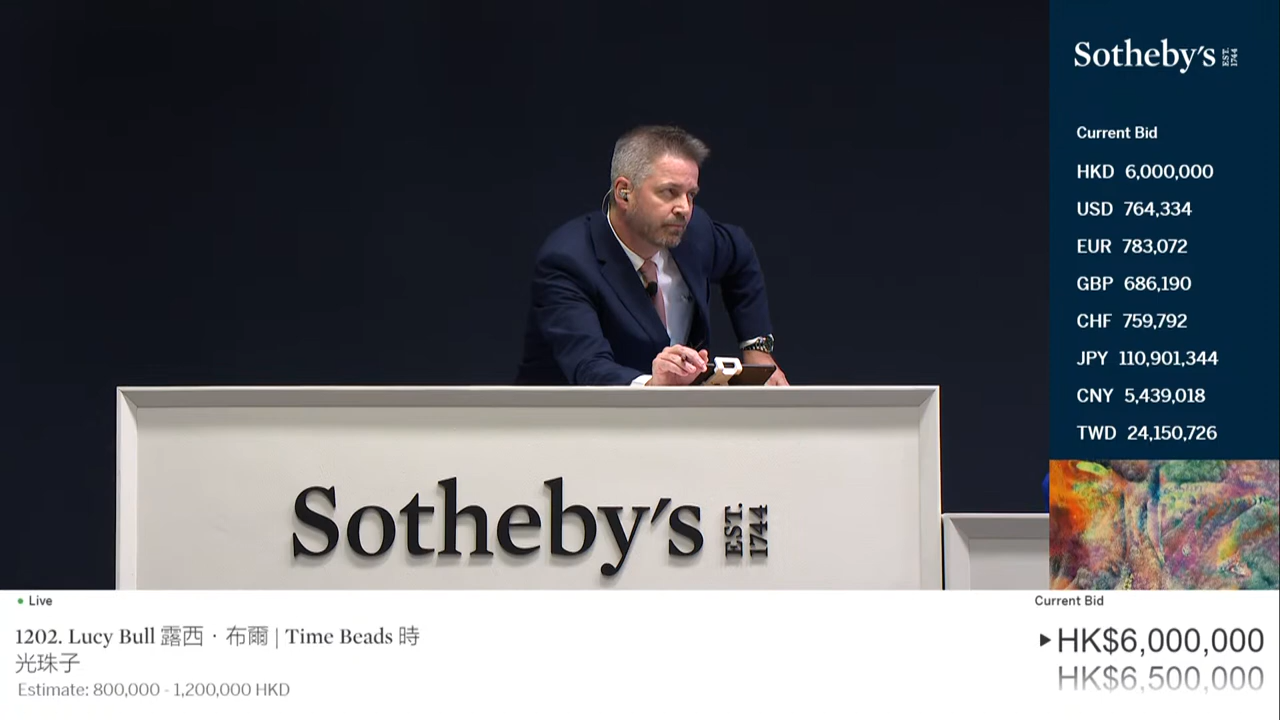 Sotheby's EST. 1744
Current Bid
HKD 6,000,000
USD 764,334
EUR 783,072
GBP 686,190
CHF 759,792
JPY 110,901,344
CNY 5,439,018
TWD 24,150,726
Sotheby's EST. 1744
Live
1202. Lucy Bull 露西 · 布爾 | Time Beads 時
光珠子
Estimate: 800,000 - 1,200,000 HKD
Current Bid
HK$6,000,000
HK$6,500,000